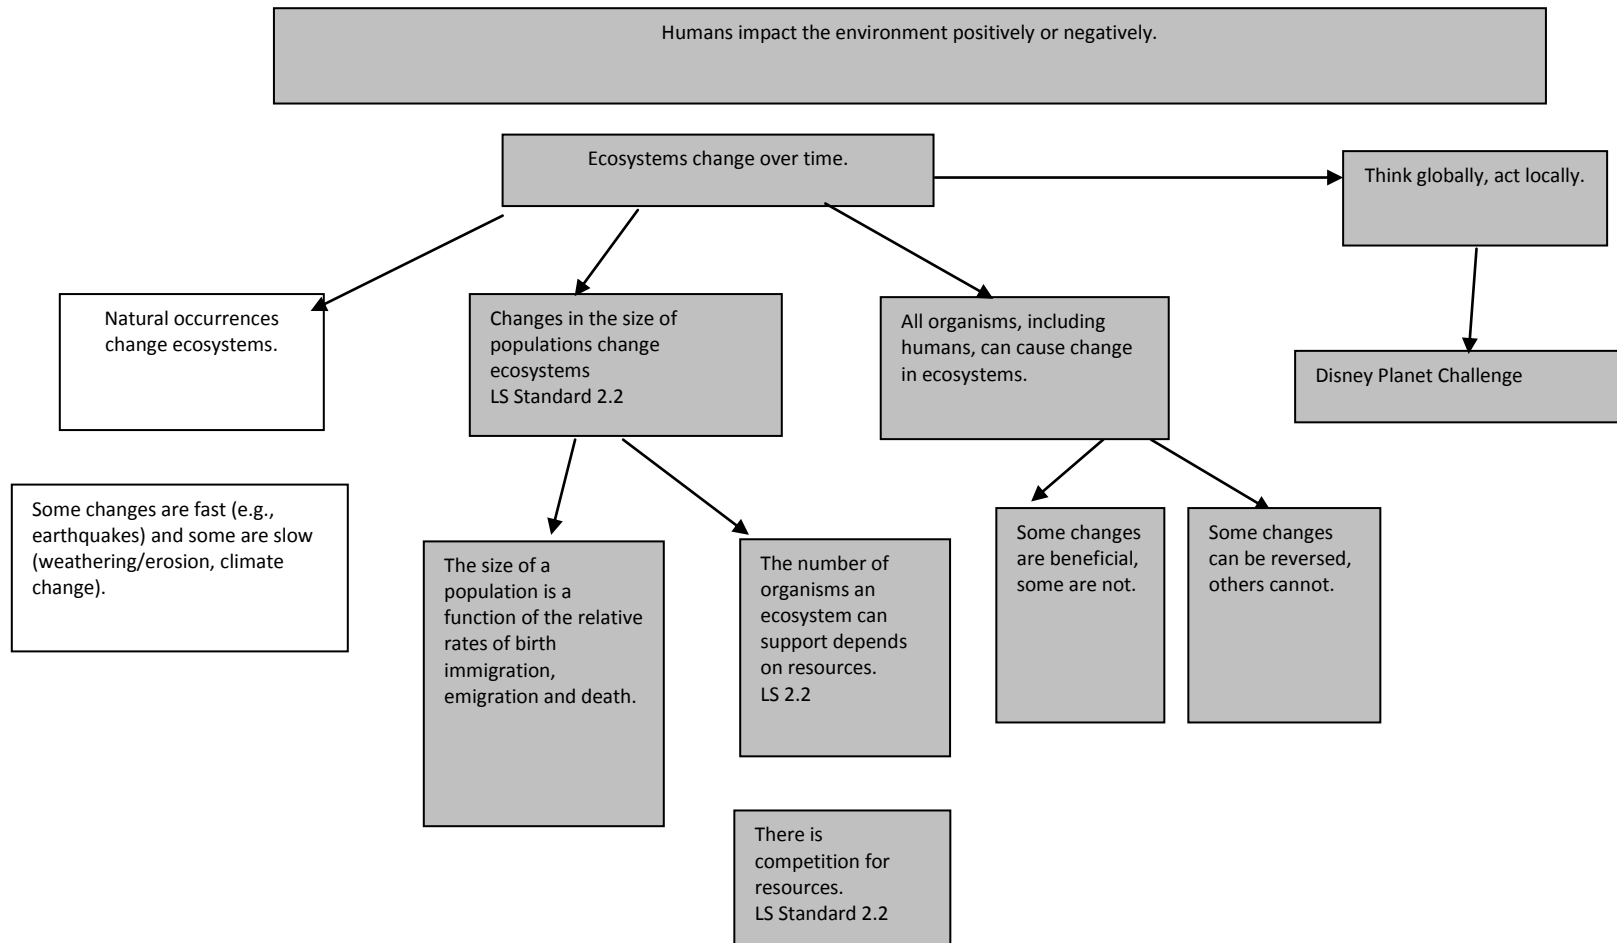 Humans impact the environment positively or negatively.
Ecosystems change over time.
Think globally, act locally.
Natural occurrences
change ecosystems.
Changes in the size of
populations change
ecosystems
LS Standard 2.2
All organisms, including
humans, can cause change
in ecosystems.
Disney Planet Challenge
Some changes are fast (e.g.,
earthquakes) and some are slow
(weathering/erosion, climate
change).
The size of a
population is a
function of the relative
rates of birth
immigration,
emigration and death.
The number of
organisms an
ecosystem can
support depends
on resources.
LS 2.2
Some changes
are beneficial,
some are not.
Some changes
can be reversed,
others cannot.
There is
competition for
resources.
LS Standard 2.2